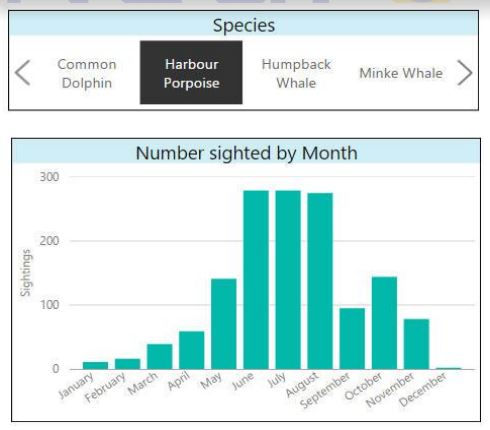 Species
Common Dolphin
Harbour Porpoise
Humpback Whale
Minke Whale
Number sighted by Month
300
200
100
0
Sightings
January
February
March
April
May
June
July
August
September
October
November
December